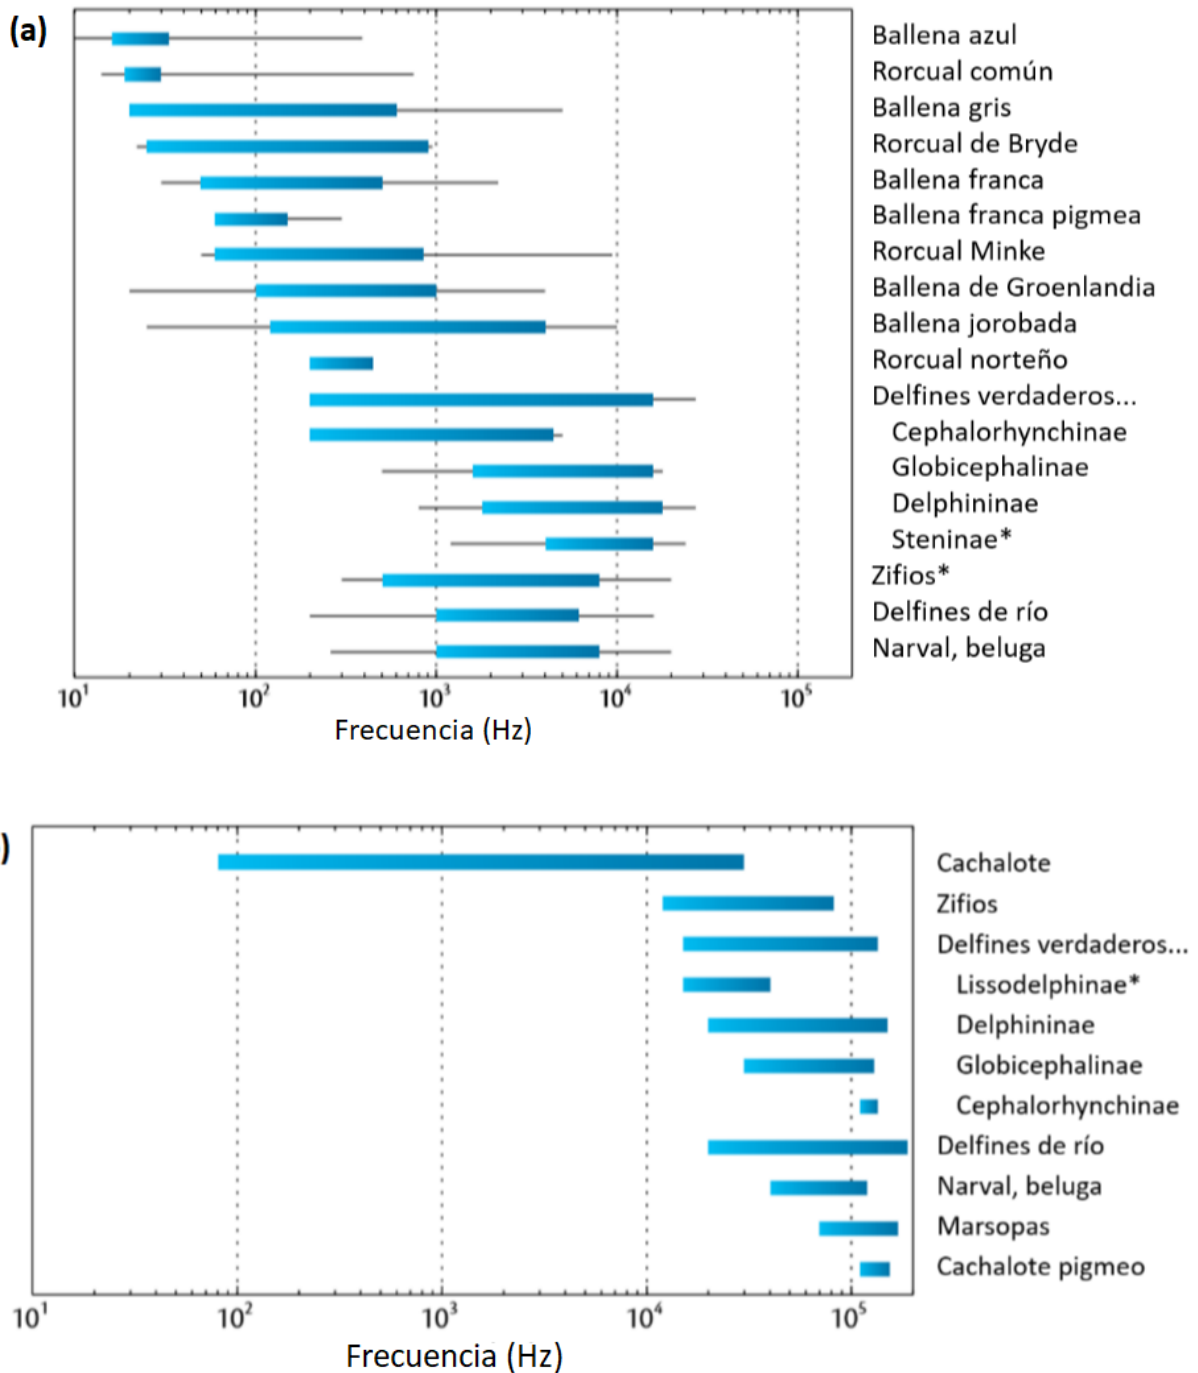 (a)
Ballena azul
Rorcual común
Ballena gris
Rorcual de Bryde
Ballena franca
Ballena franca pigmea
Rorcual Minke
Ballena de Groenlandia
Ballena jorobada
Rorcual norteño
Delfines verdaderos...
Cephalorhynchinae
Globicephalinae
Delphininae
Steninae*
Zifios*
Delfines de río
Narval, beluga
10¹ 10² 10³ 10⁴ 10⁵
Frecuencia (Hz)
)
Cachalote
Zifios
Delfines verdaderos...
Lissodelphinae*
Delphininae
Globicephalinae
Cephalorhynchinae
Delfines de río
Narval, beluga
Marsopas
Cachalote pigmeo
10¹ 10² 10³ 10⁴ 10⁵
Frecuencia (Hz)